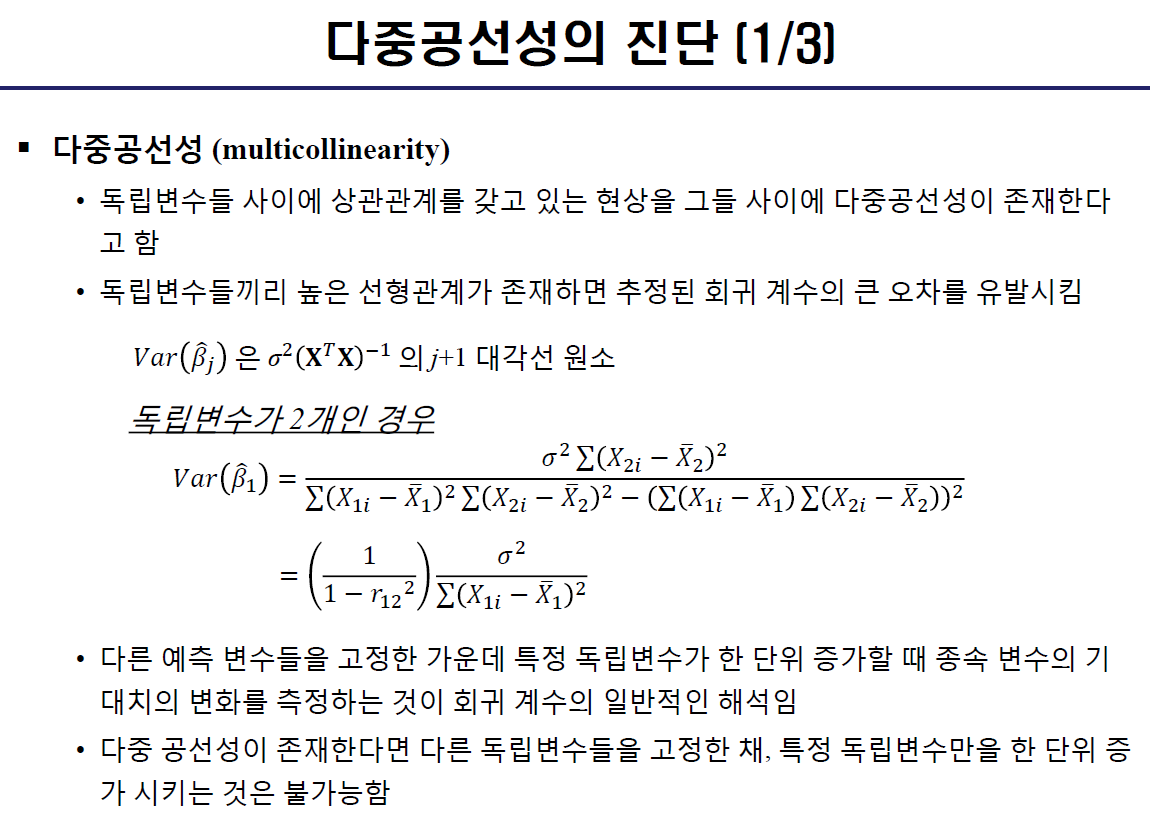 다중공선성의 진단 (1/3)
▪ 다중공선성 (multicollinearity)
• 독립변수들 사이에 상관관계를 갖고 있는 현상을 그들 사이에 다중공선성이 존재한다
고 함
• 독립변수들끼리 높은 선형관계가 존재하면 추정된 회귀 계수의 큰 오차를 유발시킴
Var(β̂_j) 은 σ²(XᵀX)⁻¹ 의 j+1 대각선 원소
독립변수가 2개인 경우
Var(β̂₁) = σ² ∑(X₂ᵢ − X̄₂)² / ∑(X₁ᵢ − X̄₁)² ∑(X₂ᵢ − X̄₂)² − (∑(X₁ᵢ − X̄₁) ∑(X₂ᵢ − X̄₂))²
= (1 / 1 − r₁₂²) σ² / ∑(X₁ᵢ − X̄₁)²
• 다른 예측 변수들을 고정한 가운데 특정 독립변수가 한 단위 증가할 때 종속 변수의 기
대치의 변화를 측정하는 것이 회귀 계수의 일반적인 해석임
• 다중 공선성이 존재한다면 다른 독립변수들을 고정한 채, 특정 독립변수만을 한 단위 증
가 시키는 것은 불가능함